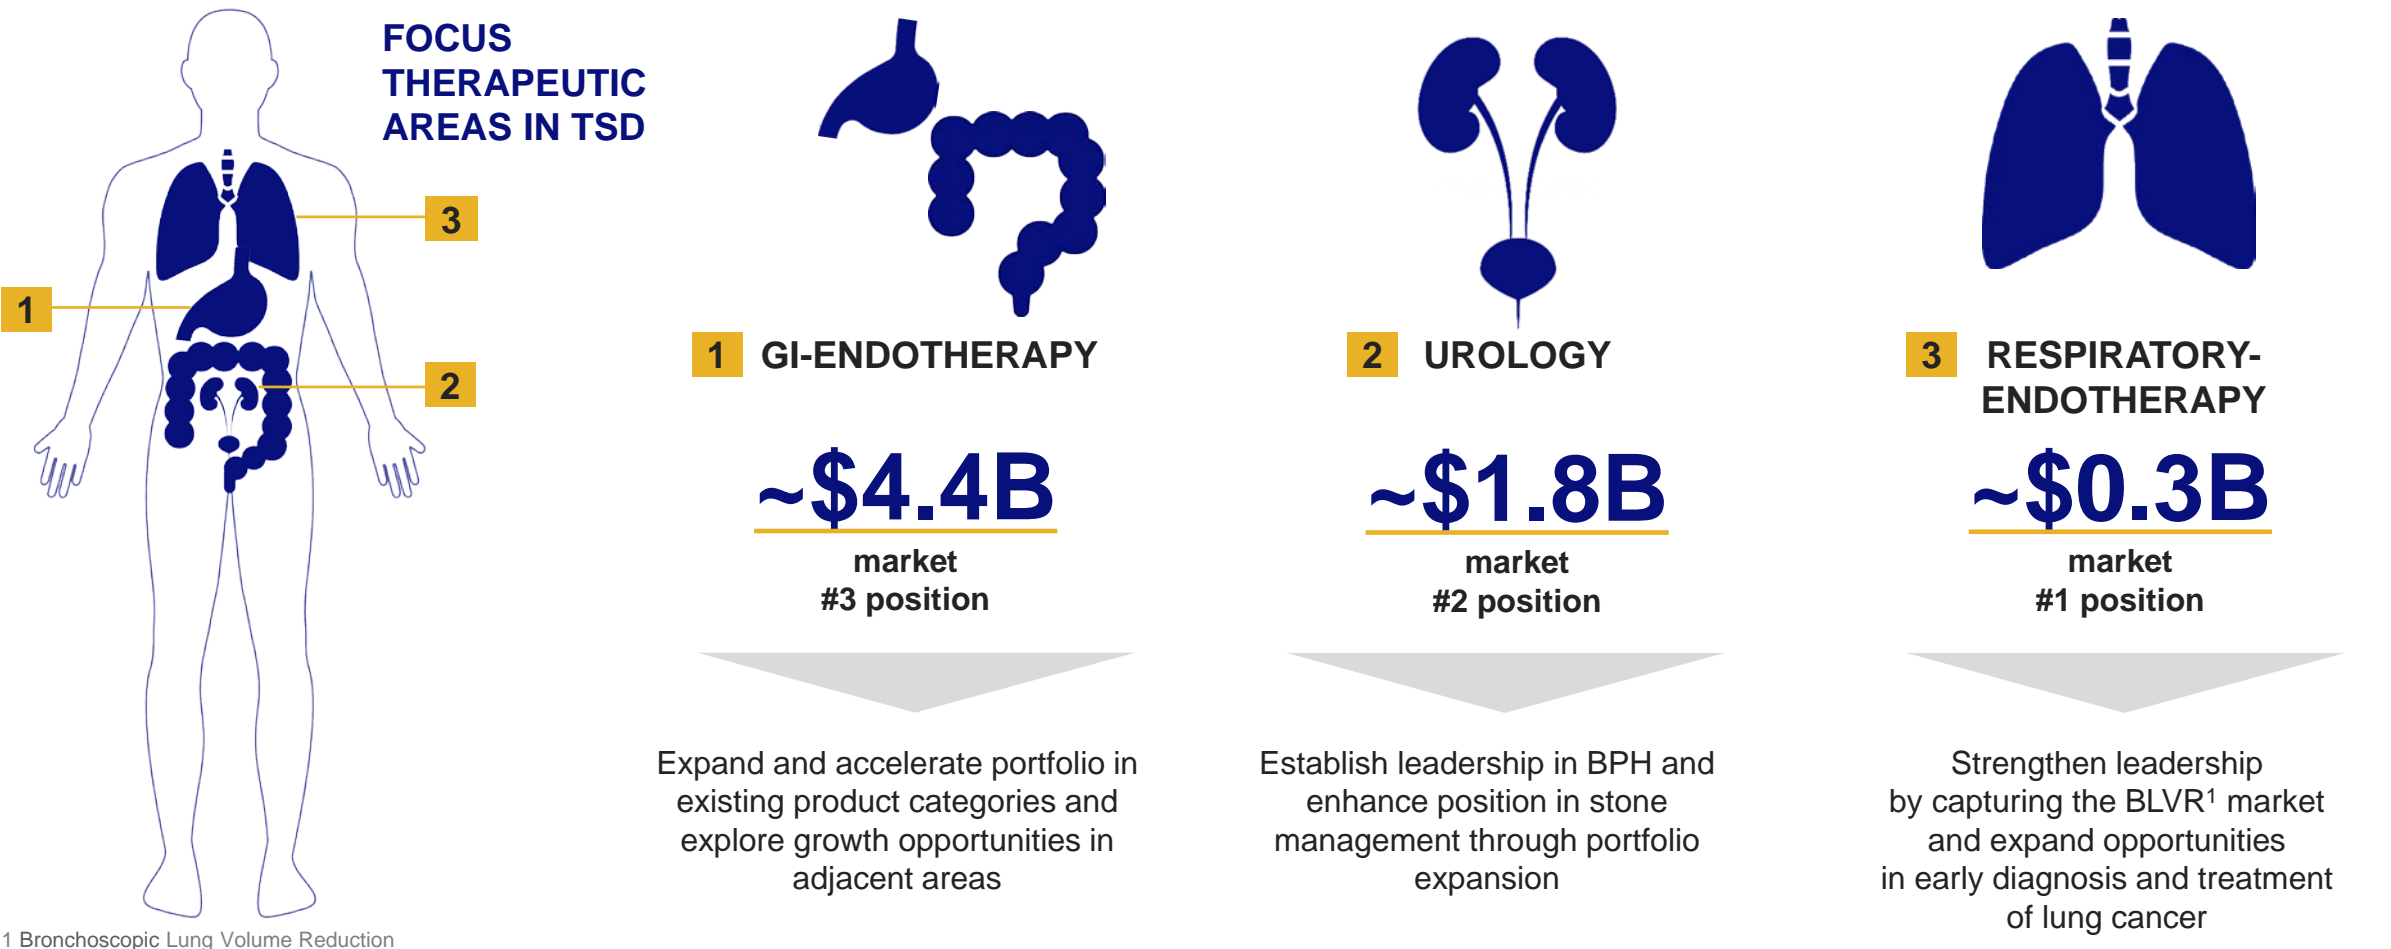 FOCUS
THERAPEUTIC
AREAS IN TSD
3
1
2
1 GI-ENDOTHERAPY
~$4.4B
market
#3 position
Expand and accelerate portfolio in
existing product categories and
explore growth opportunities in
adjacent areas
2 UROLOGY
~$1.8B
market
#2 position
Establish leadership in BPH and
enhance position in stone
management through portfolio
expansion
3 RESPIRATORY-
ENDOTHERAPY
~$0.3B
market
#1 position
Strengthen leadership
by capturing the BLVR¹ market
and expand opportunities
in early diagnosis and treatment
of lung cancer
1 Bronchoscopic Lung Volume Reduction